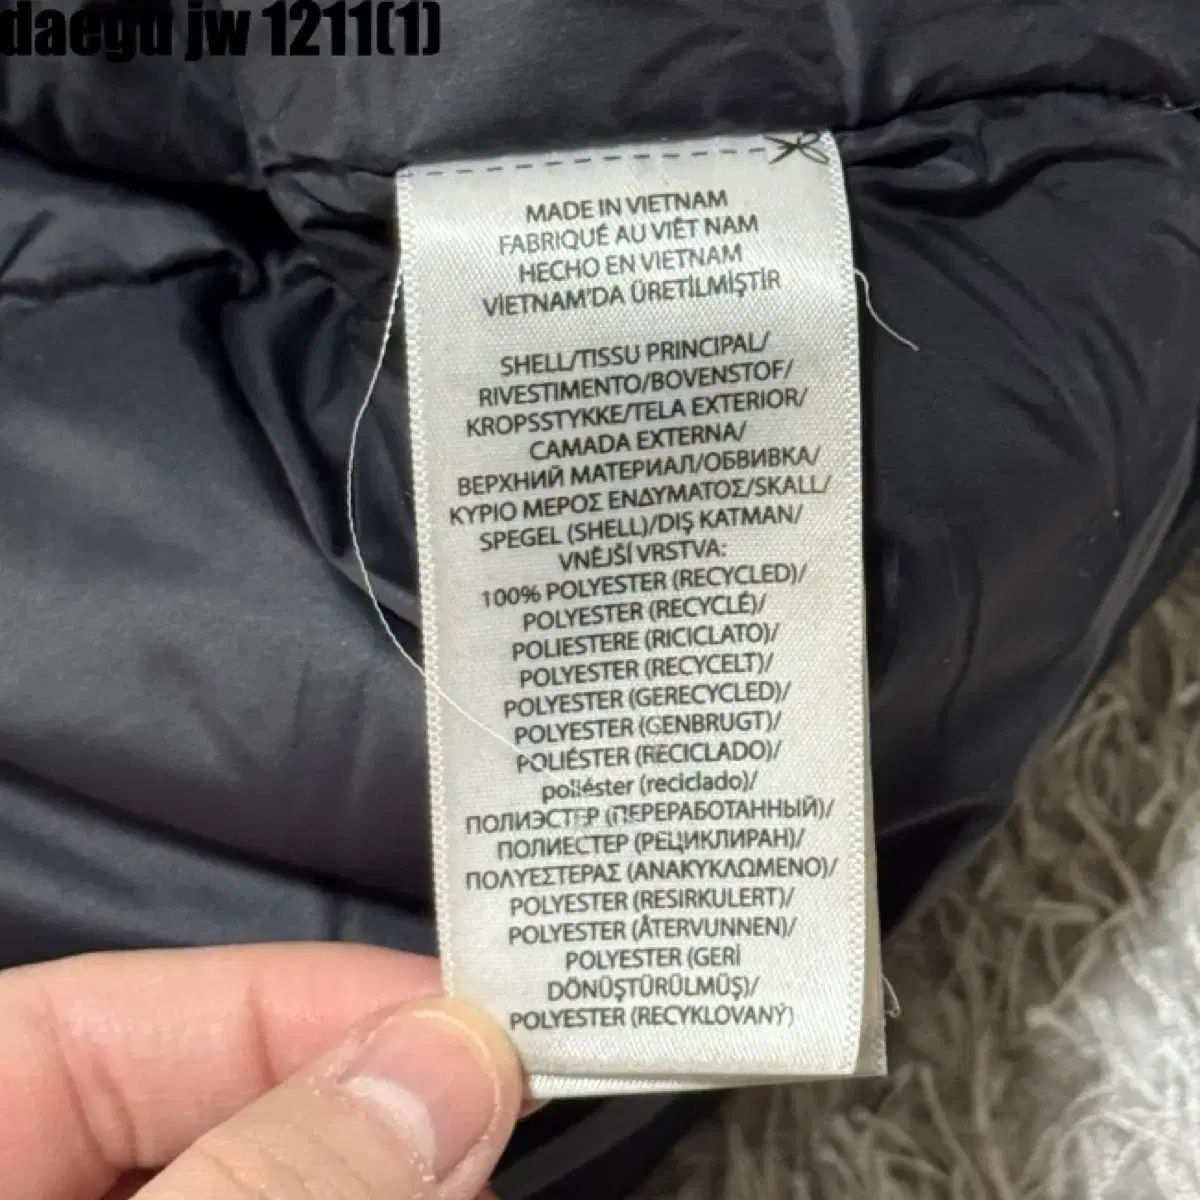 daegu jw 1211(1)
MADE IN VIETNAM
FABRIQUÉ AU VIÊT NAM
HECHO EN VIETNAM
VİETNAM'DA ÜRETİLMİŞTİR
SHELL/TISSU PRINCIPAL/
RIVESTIMENTO/BOVENSTOF/
KROPSSTYKKE/TELA EXTERIOR/
CAMADA EXTERNA/
ВЕРХНИЙ МАТЕРИАЛ/ОБВИВКА/
ΚΥΡΙΟ ΜΕΡΟΣ ΕΝΔΥΜΑΤΟΣ/SKALL/
SPEGEL (SHELL)/DIŞ KATMAN/
VNĚJŠÍ VRSTVA:
100% POLYESTER (RECYCLED)/
POLYESTER (RECYCLÉ)/
POLIESTERE (RICICLATO)/
POLYESTER (RECYCELT)/
POLYESTER (GERECYCLED)/
POLYESTER (GENBRUGT)/
POLIÉSTER (RECICLADO)/
poliéster (reciclado)/
ПОЛИЭСТЕР (ПЕРЕРАБОТАННЫЙ)/
ПОЛИЕСТЕР (РЕЦИКЛИРАН)/
ΠΟΛΥΕΣΤΕΡΑΣ (ΑΝΑΚΥΚΛΩΜΕΝΟ)/
POLYESTER (RESIRKULERT)/
POLYESTER (ÅTERVUNNEN)/
POLYESTER (GERİ
DÖNÜŞTÜRÜLMÜŞ)/
POLYESTER (RECYKLOVANÝ)